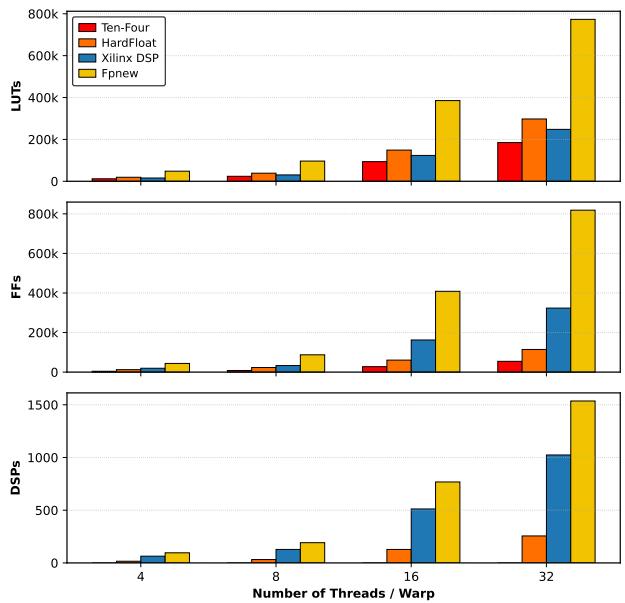 800k
600k
400k
200k
0
LUTs
Ten-Four
HardFloat
Xilinx DSP
Fpnew
800k
600k
400k
200k
0
FFs
1500
1000
500
0
DSPs
4 8 16 32
Number of Threads / Warp